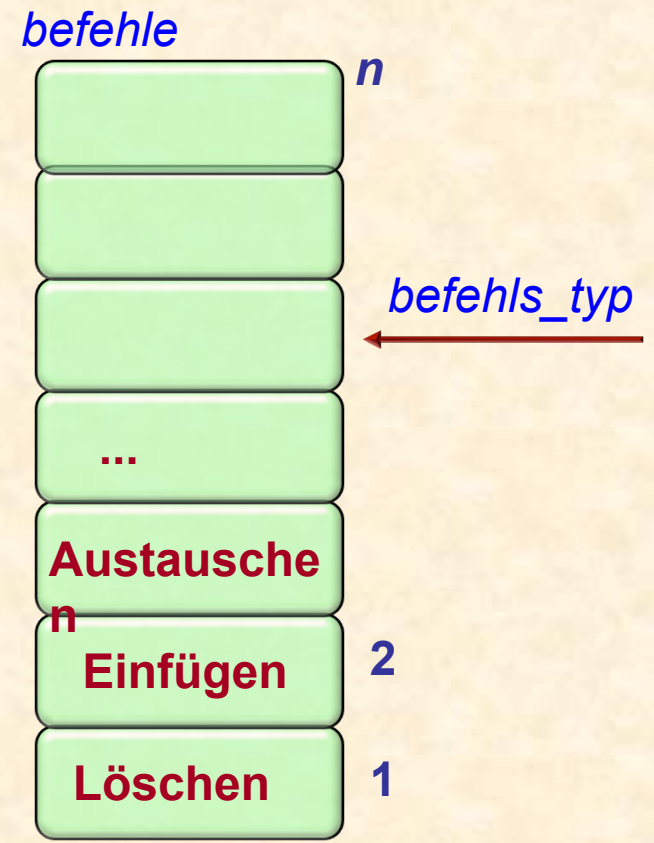 befehle
n
befehls_typ
...
Austausche
n
Einfügen 2
Löschen 1